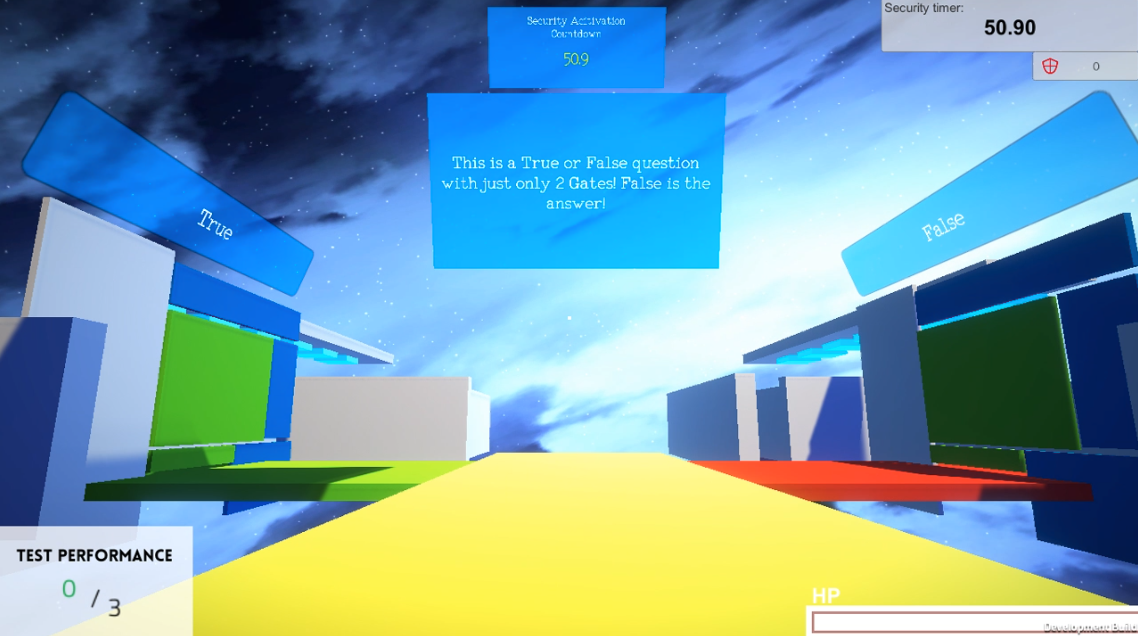 Security Activation
Countdown
50.9
Security timer:
50.90
0
This is a True or False question
with just only 2 Gates! False is the
answer!
True
False
TEST PERFORMANCE
0 / 3
HP
Development Build